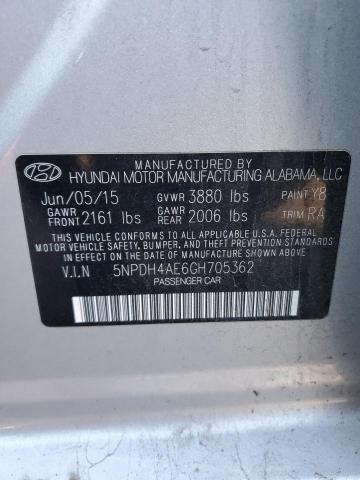 MANUFACTURED BY
HYUNDAI MOTOR MANUFACTURING ALABAMA, LLC
Jun/05/15 GVWR 3880 lbs PAINT Y8
GAWR FRONT 2161 lbs GAWR REAR 2006 lbs TRIM RA
THIS VEHICLE CONFORMS TO ALL APPLICABLE U.S.A. FEDERAL
MOTOR VEHICLE SAFETY, BUMPER, AND THEFT PREVENTION STANDARDS
IN EFFECT ON THE DATE OF MANUFACTURE SHOWN ABOVE.
V.I.N 5NPDH4AE6GH705362
PASSENGER CAR